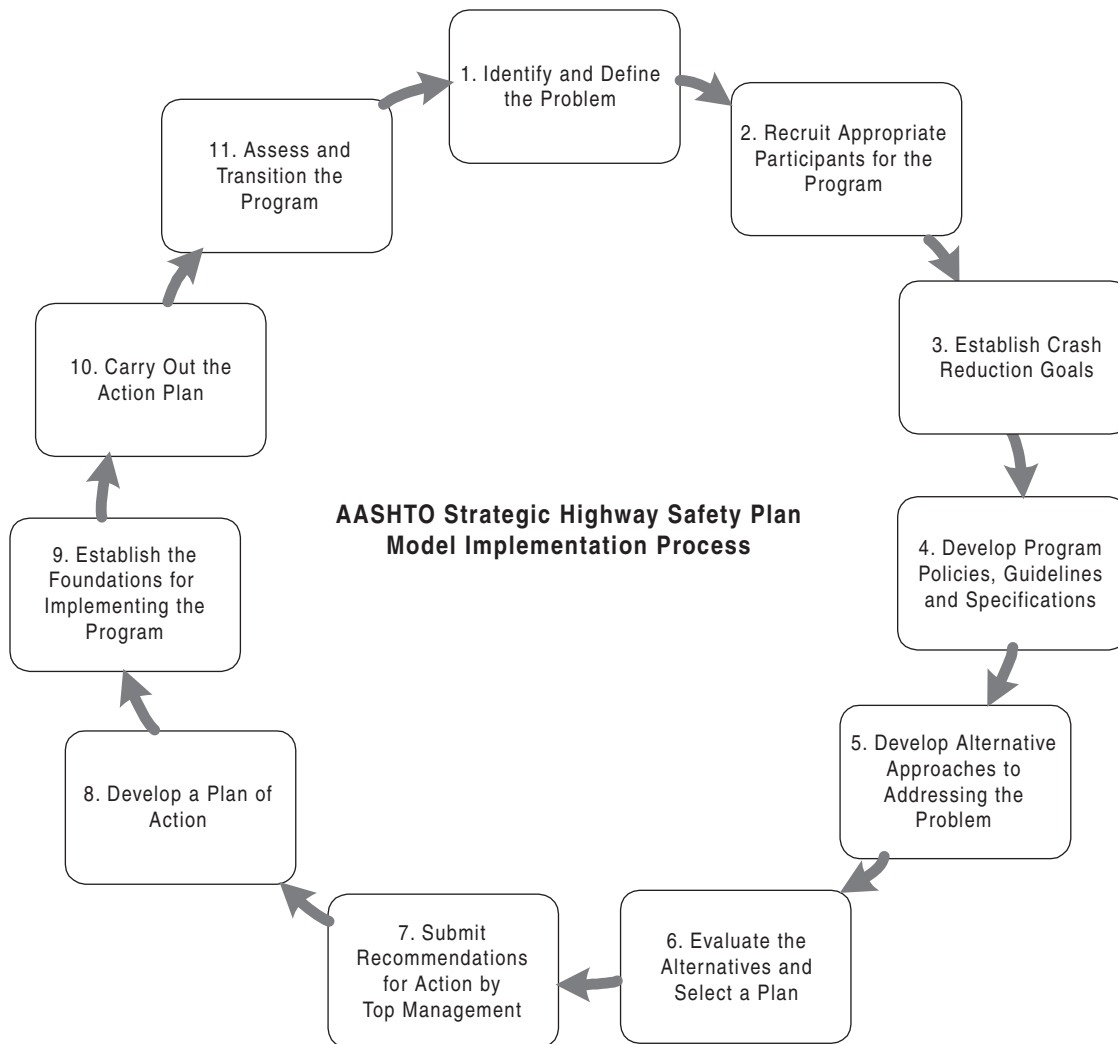 1. Identify and Define
the Problem
2. Recruit Appropriate
Participants for the
Program
3. Establish Crash
Reduction Goals
4. Develop Program
Policies, Guidelines
and Specifications
5. Develop Alternative
Approaches to
Addressing the
Problem
6. Evaluate the
Alternatives and
Select a Plan
7. Submit
Recommendations
for Action by
Top Management
8. Develop a Plan of
Action
9. Establish the
Foundations for
Implementing the
Program
10. Carry Out the
Action Plan
11. Assess and
Transition the
Program
AASHTO Strategic Highway Safety Plan
Model Implementation Process